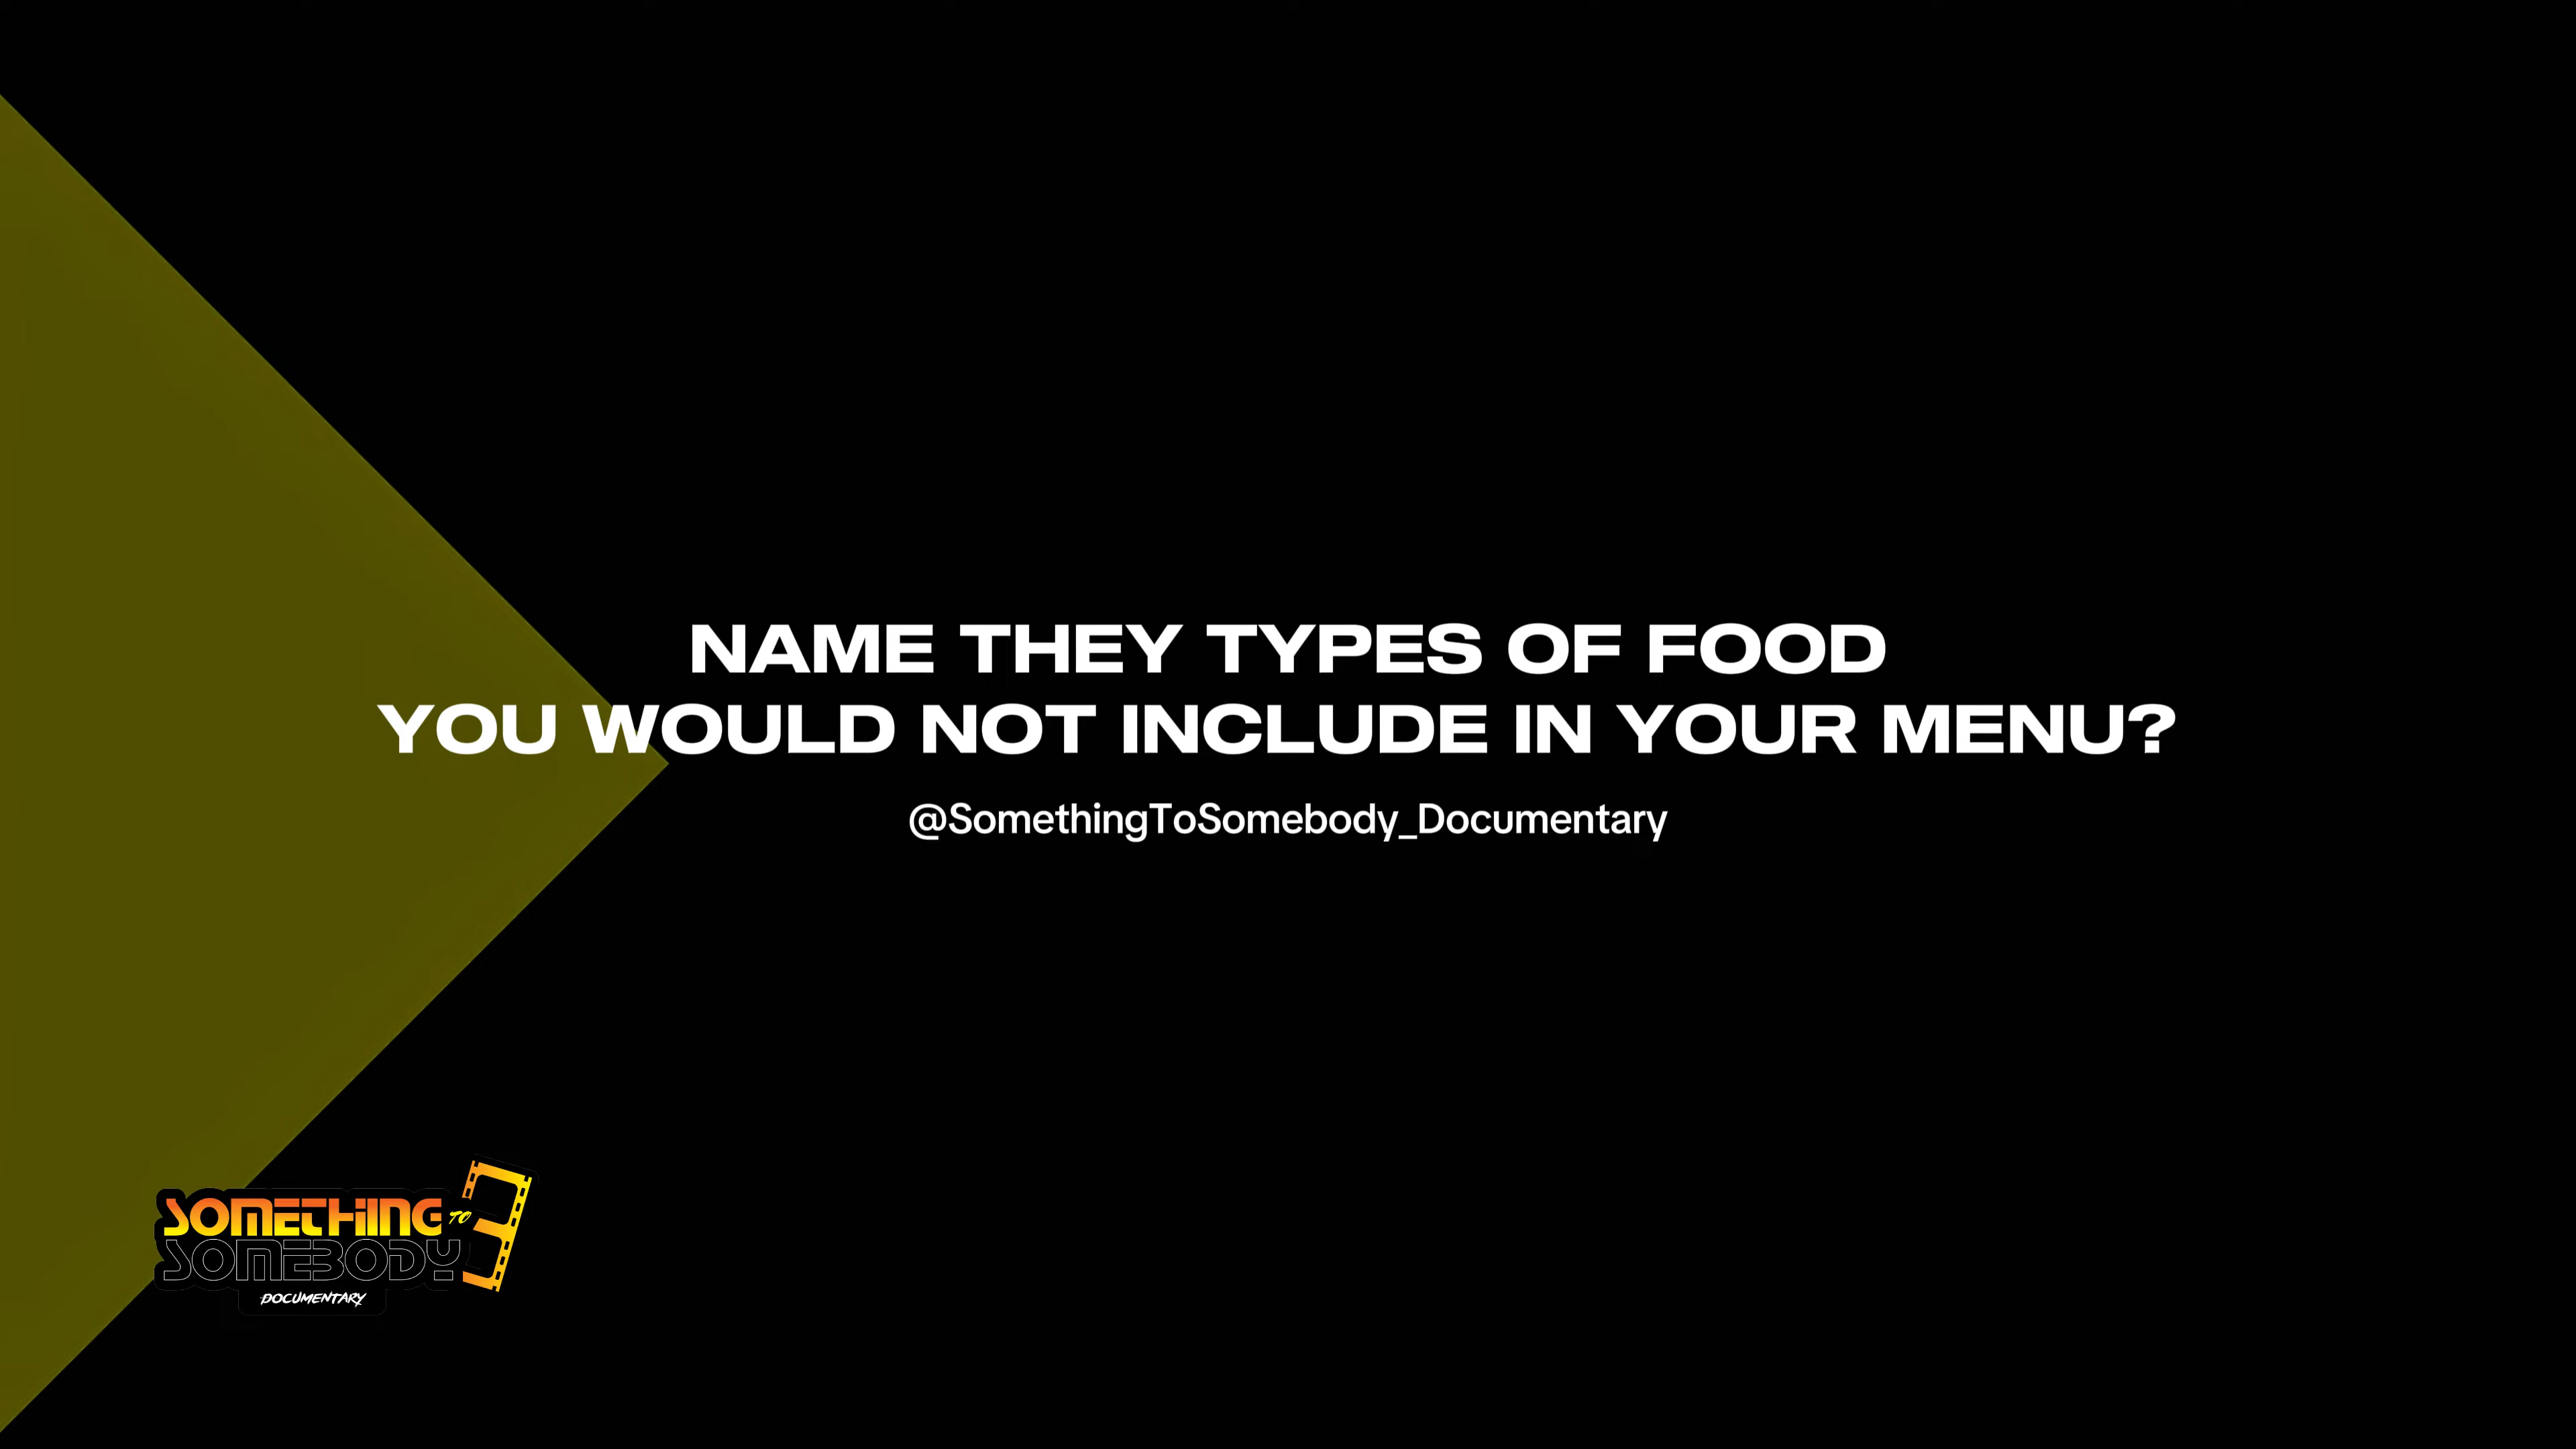 NAME THEY TYPES OF FOOD
YOU WOULD NOT INCLUDE IN YOUR MENU?
@SomethingToSomebody_Documentary
SOMETHING TO
SOMEBODY
DOCUMENTARY